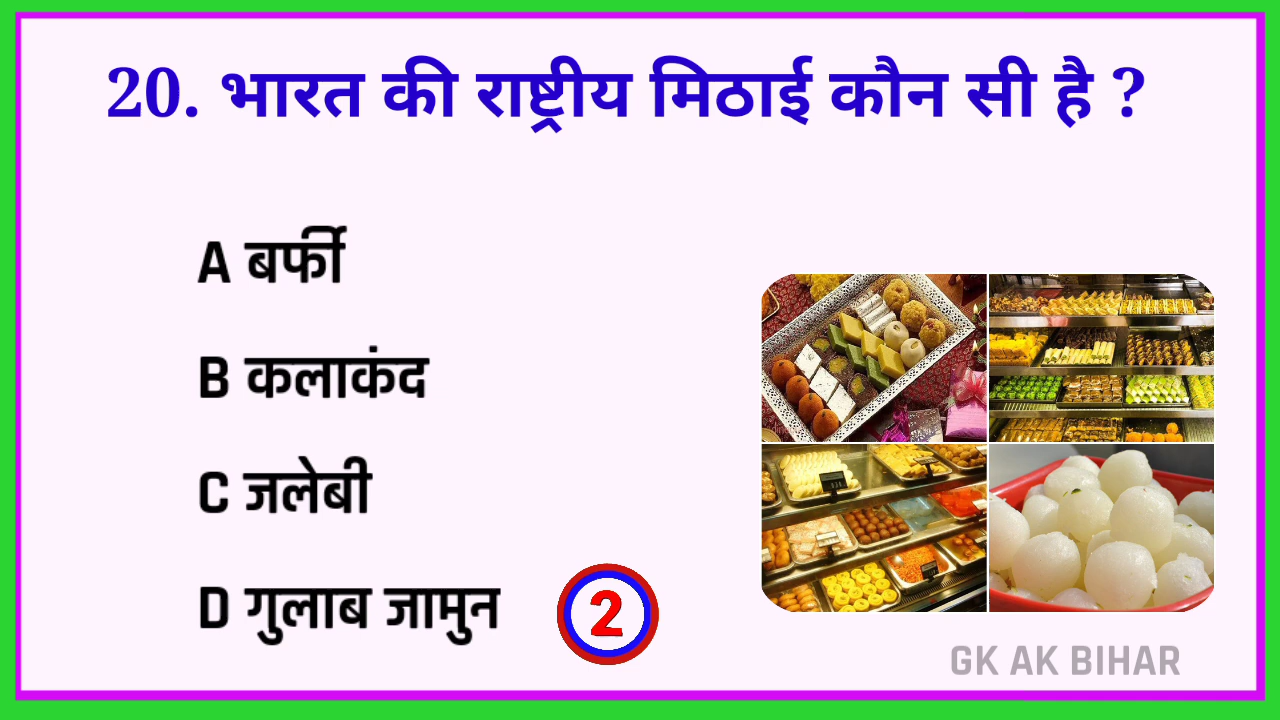 20. भारत की राष्ट्रीय मिठाई कौन सी है ?
A बर्फी
B कलाकंद
C जलेबी
D गुलाब जामुन
2
GK AK BIHAR